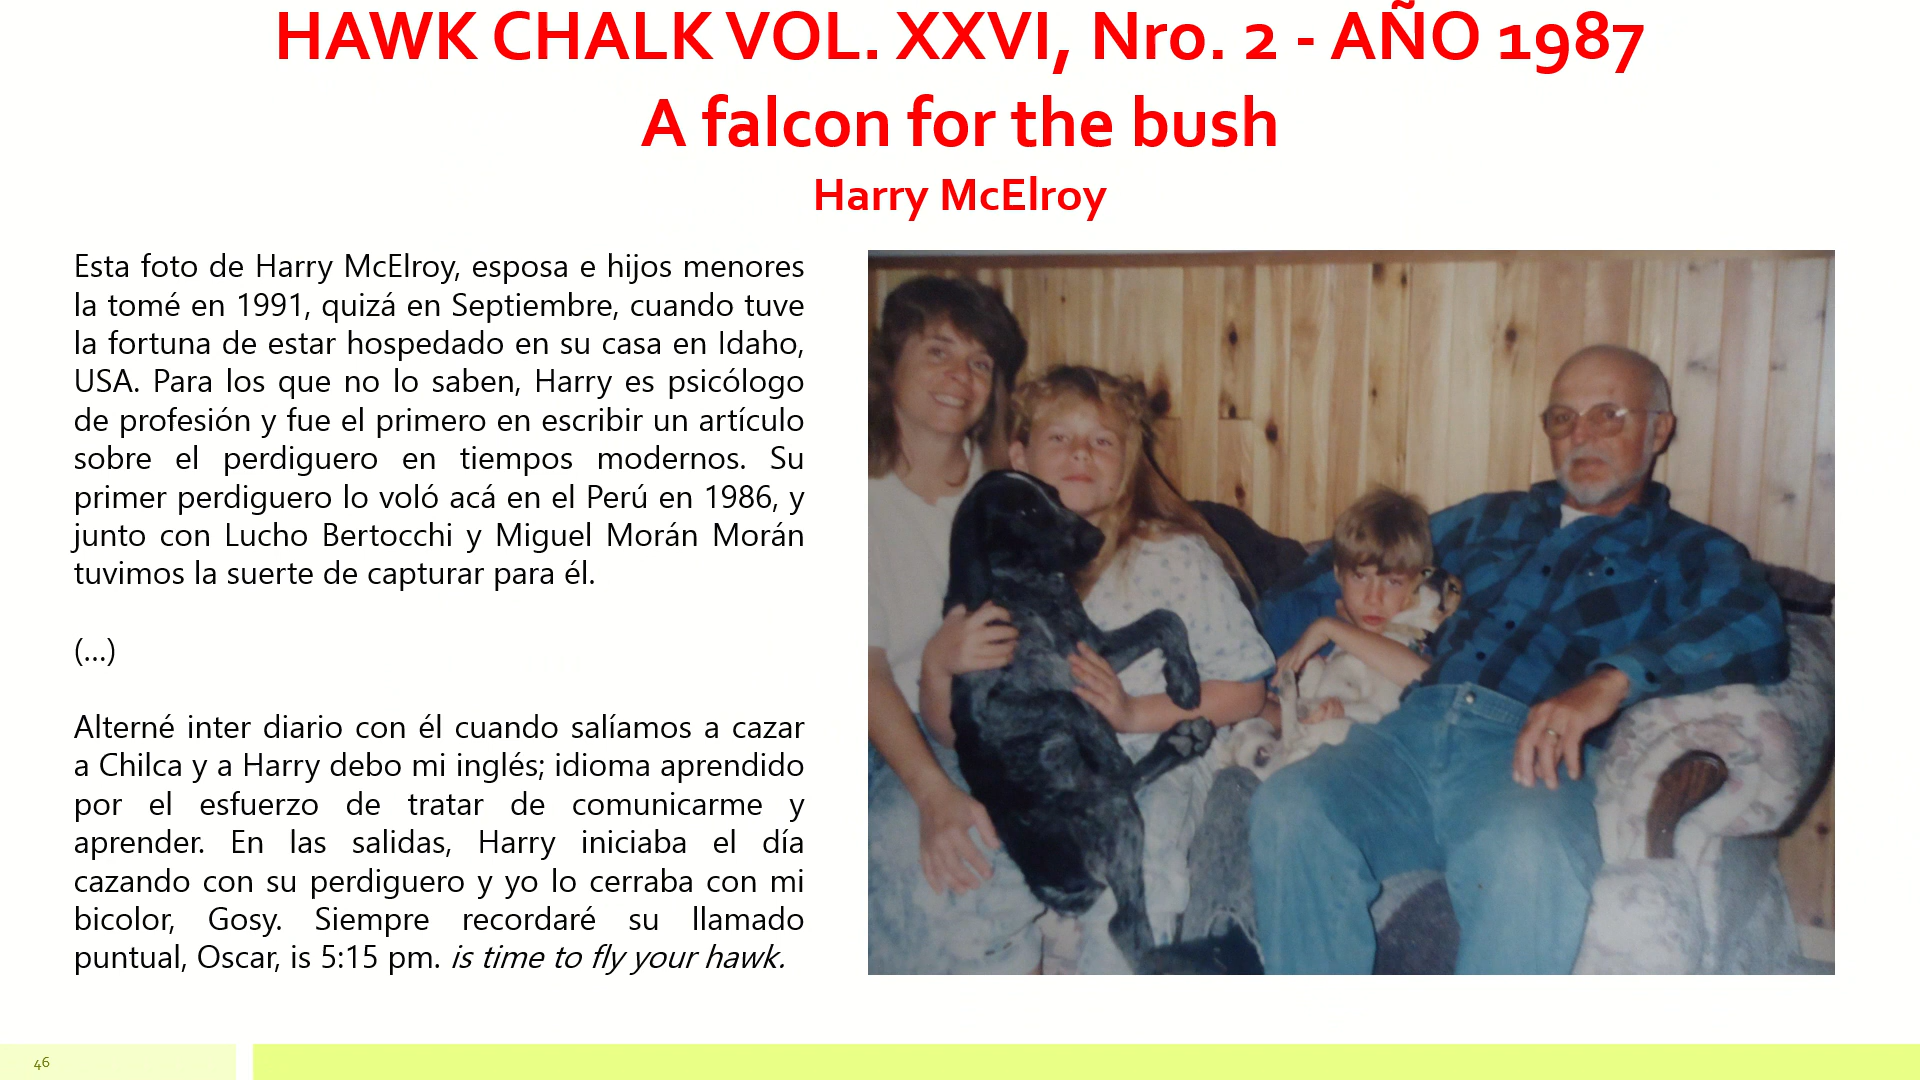 HAWK CHALK VOL. XXVI, Nro. 2 - AÑO 1987
A falcon for the bush
Harry McElroy
Esta foto de Harry McElroy, esposa e hijos menores
la tomé en 1991, quizá en Septiembre, cuando tuve
la fortuna de estar hospedado en su casa en Idaho,
USA. Para los que no lo saben, Harry es psicólogo
de profesión y fue el primero en escribir un artículo
sobre el perdiguero en tiempos modernos. Su
primer perdiguero lo voló acá en el Perú en 1986, y
junto con Lucho Bertocchi y Miguel Morán Morán
tuvimos la suerte de capturar para él.
(...)
Alterné inter diario con él cuando salíamos a cazar
a Chilca y a Harry debo mi inglés; idioma aprendido
por el esfuerzo de tratar de comunicarme y
aprender. En las salidas, Harry iniciaba el día
cazando con su perdiguero y yo lo cerraba con mi
bicolor, Gosy. Siempre recordaré su llamado
puntual, Oscar, is 5:15 pm. is time to fly your hawk.
46